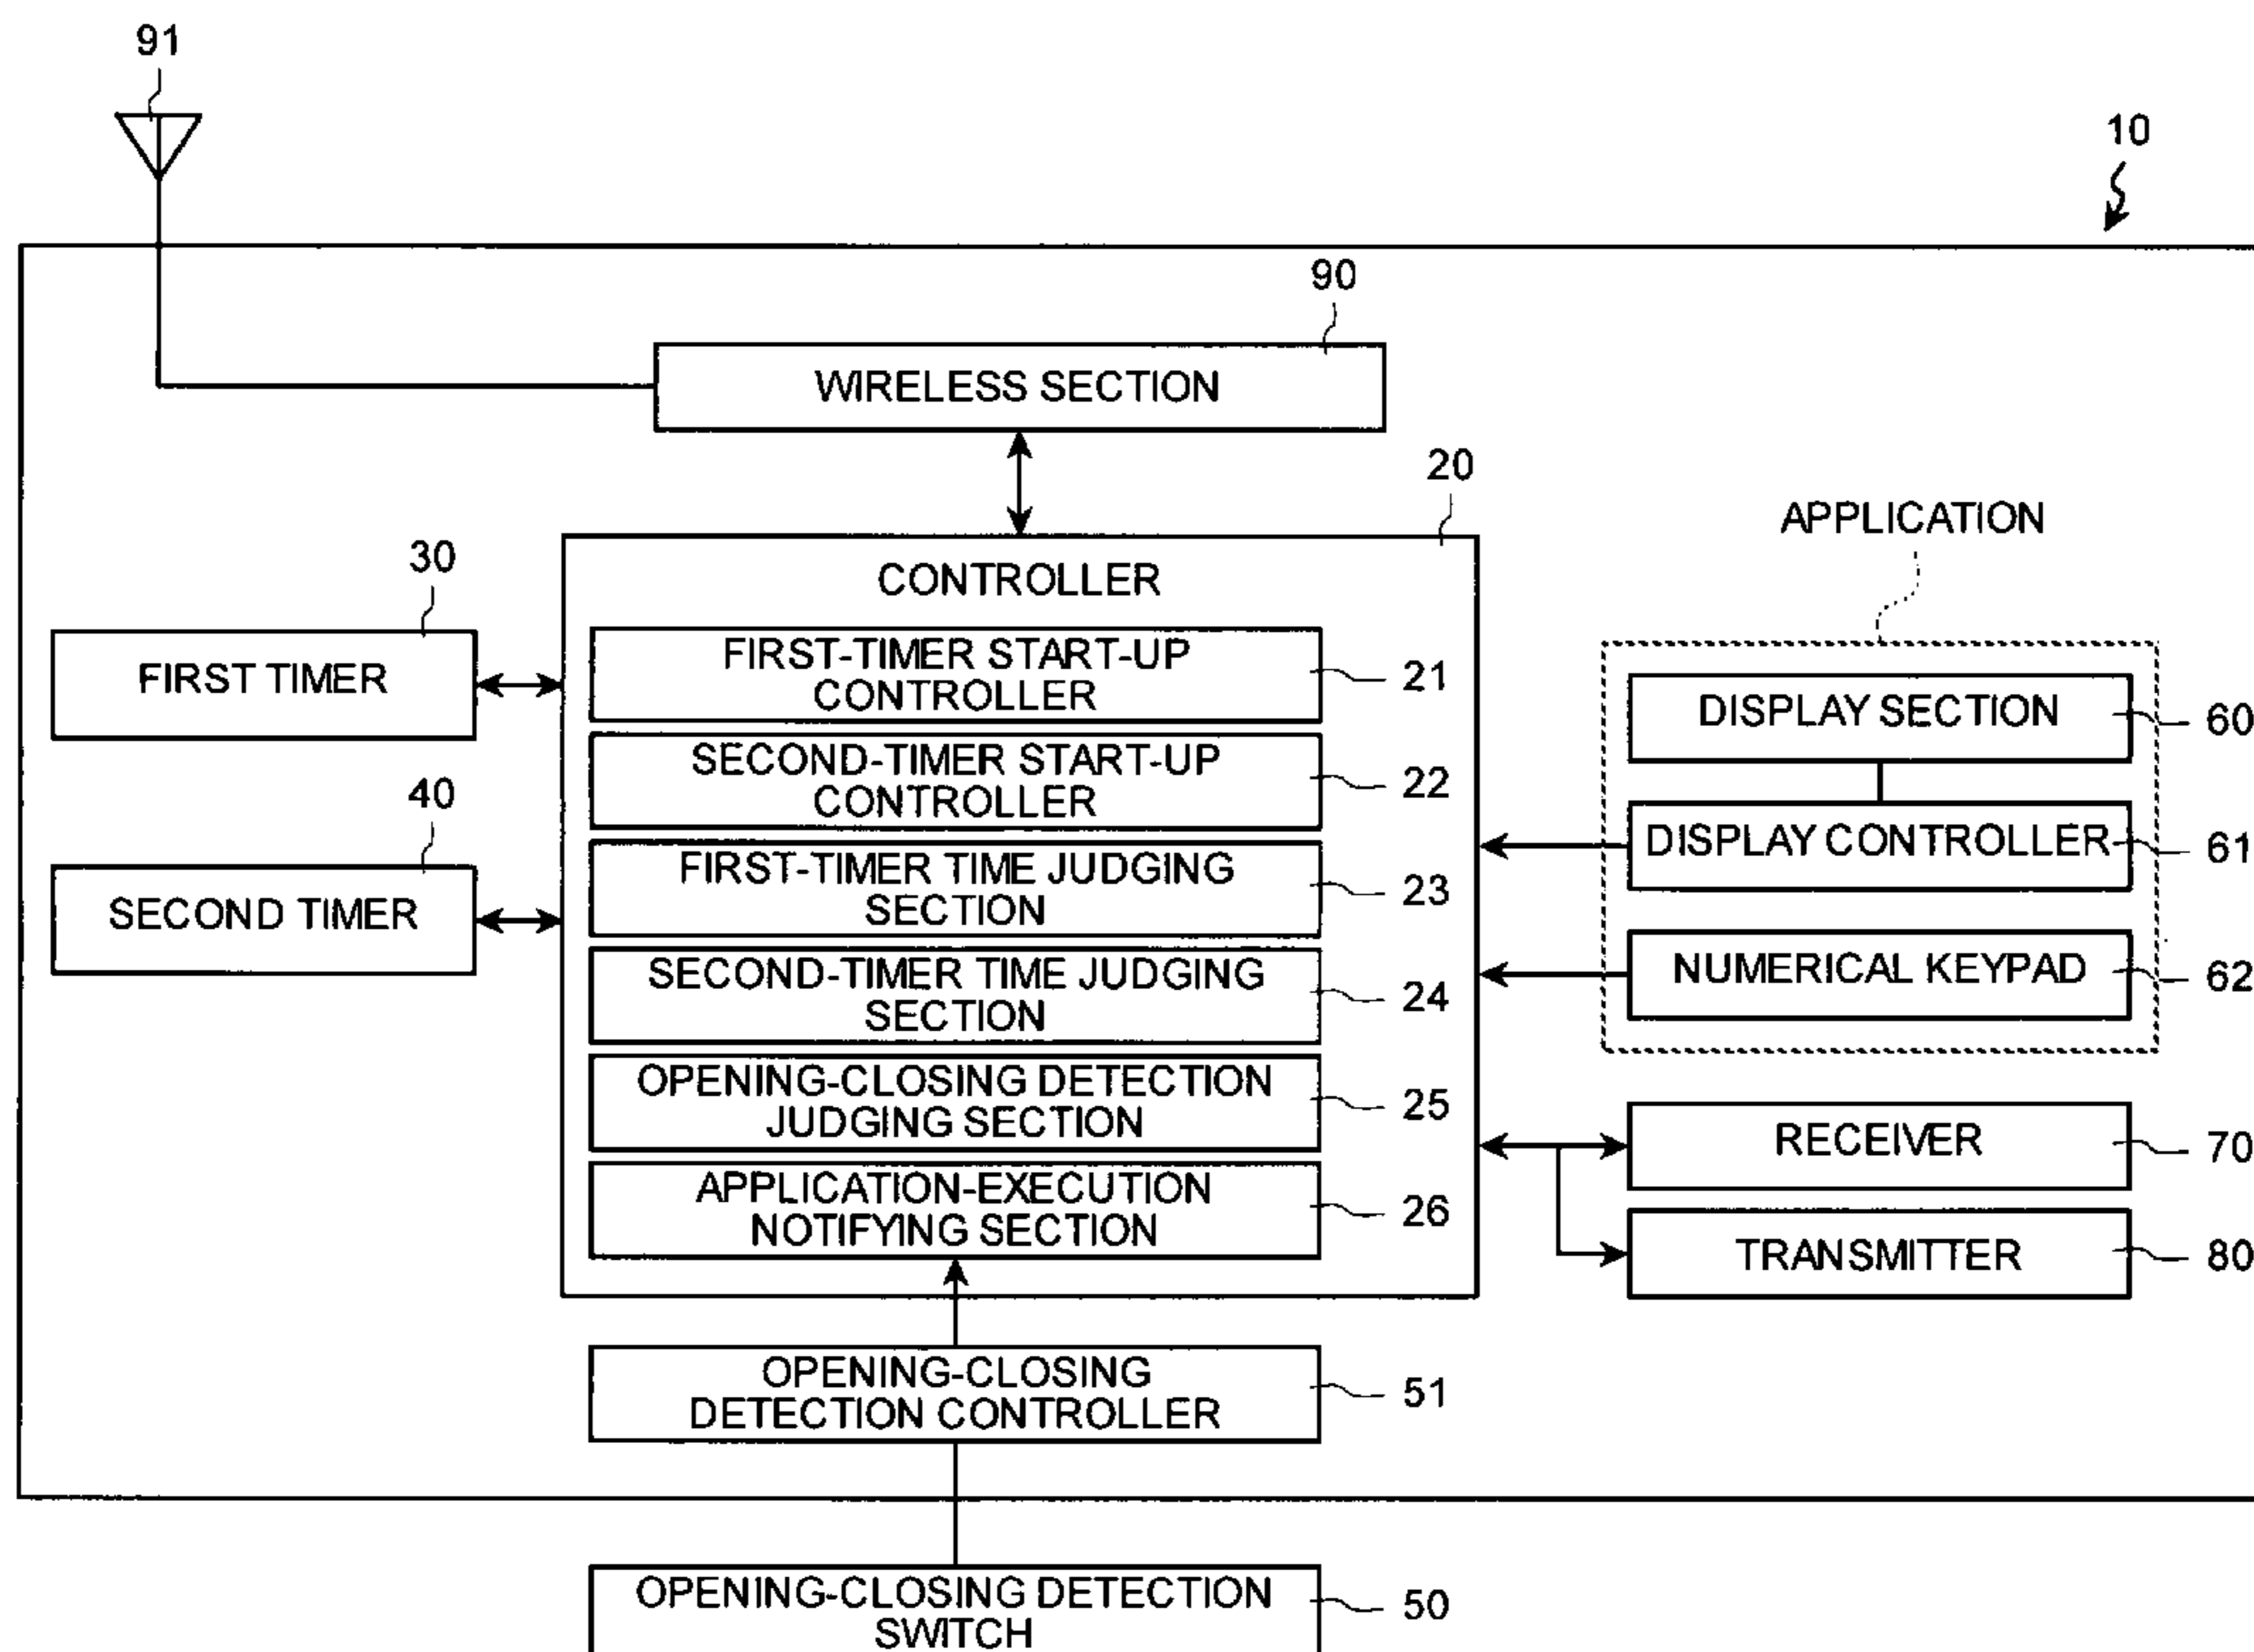 91
10
90
WIRELESS SECTION
20
APPLICATION
30
CONTROLLER
FIRST TIMER
FIRST-TIMER START-UP
CONTROLLER
21
DISPLAY SECTION
60
40
SECOND-TIMER START-UP
CONTROLLER
22
DISPLAY CONTROLLER
61
SECOND TIMER
FIRST-TIMER TIME JUDGING
SECTION
23
NUMERICAL KEYPAD
62
SECOND-TIMER TIME JUDGING
SECTION
24
OPENING-CLOSING DETECTION
JUDGING SECTION
25
RECEIVER
70
APPLICATION-EXECUTION
NOTIFYING SECTION
26
TRANSMITTER
80
OPENING-CLOSING
DETECTION CONTROLLER
51
OPENING-CLOSING DETECTION
SWITCH
50